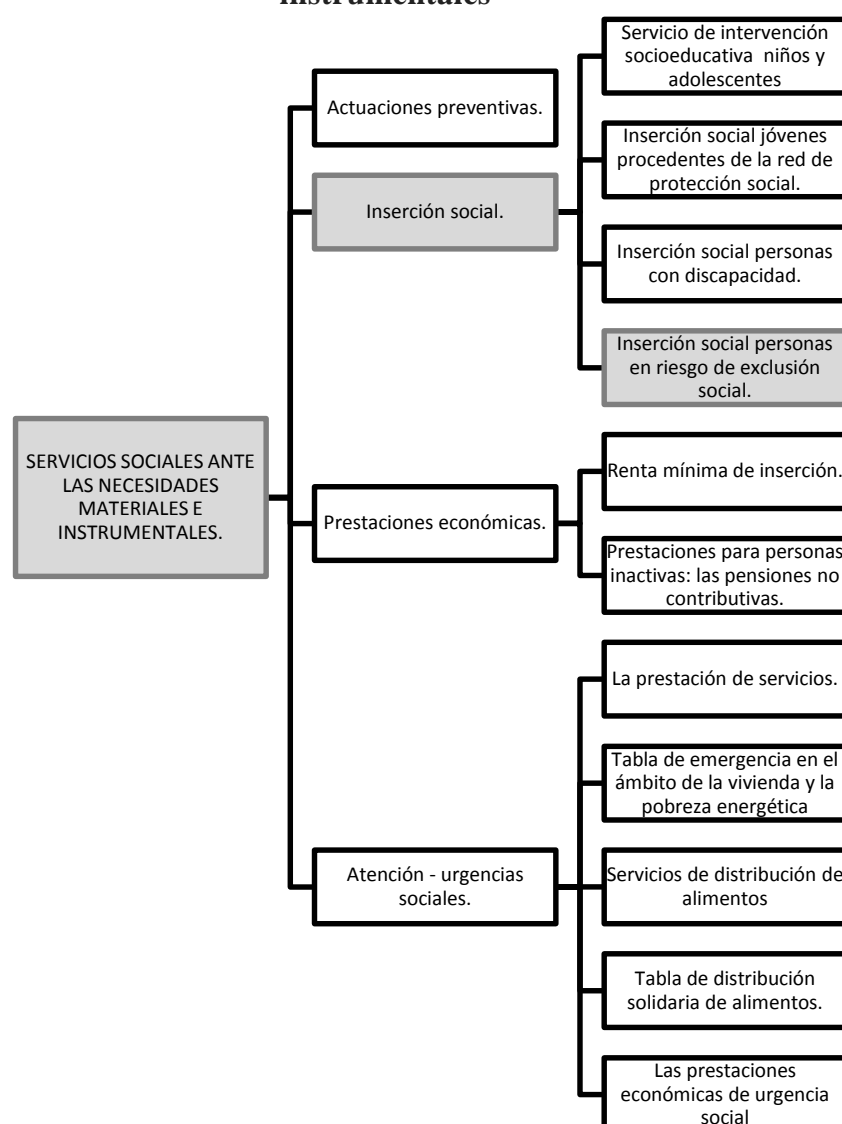 instrumentales
Servicio de intervención
socioeducativa niños y
adolescentes
Actuaciones preventivas.
Inserción social jóvenes
procedentes de la red de
protección social.
Inserción social.
Inserción social personas
con discapacidad.
Inserción social personas
en riesgo de exclusión
social.
SERVICIOS SOCIALES ANTE
LAS NECESIDADES
MATERIALES E
INSTRUMENTALES.
Renta mínima de inserción.
Prestaciones económicas.
Prestaciones para personas
inactivas: las pensiones no
contributivas.
La prestación de servicios.
Tabla de emergencia en el
ámbito de la vivienda y la
pobreza energética
Atención - urgencias
sociales.
Servicios de distribución de
alimentos
Tabla de distribución
solidaria de alimentos.
Las prestaciones
económicas de urgencia
social